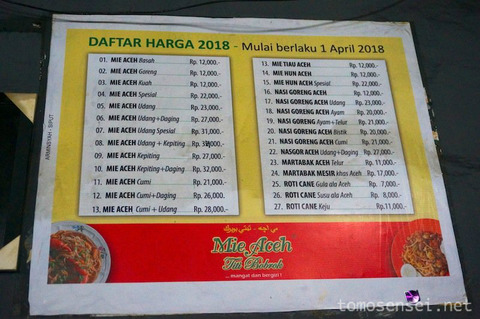 DAFTAR HARGA 2018 - Mulai berlaku 1 April 2018
01. MIE ACEH Basah Rp. 12,000,-
02. MIE ACEH Goreng Rp. 12,000,-
03. MIE ACEH Kuah Rp. 12,000,-
04. MIE ACEH Spesial Rp. 22,000,-
05. MIE ACEH Udang Rp. 23,000,-
06. MIE ACEH Udang+Daging Rp. 27,000,-
07. MIE ACEH Udang Spesial Rp. 31,000,-
08. MIE ACEH Udang + Kepiting Rp.
09. MIE ACEH Kepiting Rp. 27,000,-
10. MIE ACEH Kepiting+Daging Rp. 32,000,-
11. MIE ACEH Cumi Rp. 21,000,-
12. MIE ACEH Cumi+Daging Rp. 26,000,-
13. MIE ACEH Cumi+Udang Rp. 28,000,-
13. MIE TIAU ACEH Rp. 12,000,-
14. MIE HUN ACEH Rp. 12,000,-
15. MIE HUN ACEH Spesial Rp. 22,000,-
16. NASI GORENG ACEH Rp. 12,000,-
17. NASI GORENG ACEH Udang Rp. 23,000,-
18. NASI GORENG ACEH Ayam Rp. 20,000,-
19. NASI GORENG Ayam+Telur Rp. 21,000,-
20. NASI GORENG ACEH Bistik Rp. 20,000,-
21. NASI GORENG ACEH Cumi Rp. 21,000,-
22. NASGOR ACEH Udang+Daging Rp. 27,000,-
23. MARTABAK ACEH Telur Rp. 11,000,-
24. MARTABAK MESIR khas Aceh Rp. 17,000,-
25. ROTI CANE Gula ala Aceh Rp. 7,000,-
26. ROTI CANE Susu ala Aceh Rp. 8,000,-
27. ROTI CANE Keju Rp. 11,000,-
ARMINSYAH - SIPUT
Mie Aceh
Titi Bobrok
... mangat dan bergizi !
tomosensei.net